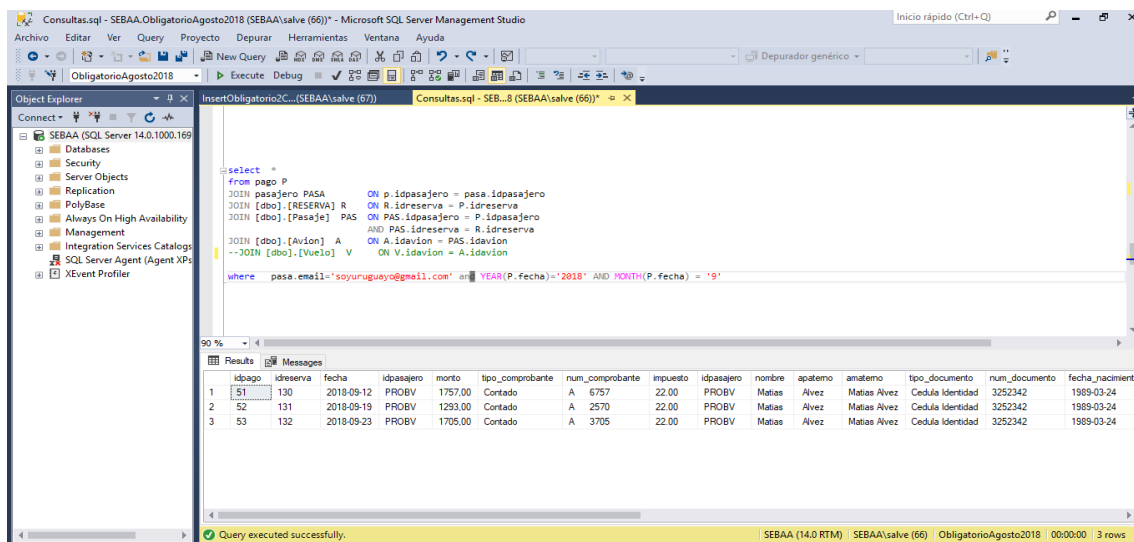 Consultas.sql - SEBAA.ObligatorioAgosto2018 (SEBAA\salve (66))* - Microsoft SQL Server Management Studio
Inicio rápido (Ctrl+Q)
Archivo Editar Ver Query Proyecto Depurar Herramientas Ventana Ayuda
New Query
Depurador genérico
ObligatorioAgosto2018
Execute Debug
Object Explorer
InsertObligatorio2C...(SEBAA\salve (67))
Consultas.sql - SEB...8 (SEBAA\salve (66))*
Connect
SEBAA (SQL Server 14.0.1000.169
Databases
Security
Server Objects
Replication
PolyBase
Always On High Availability
Management
Integration Services Catalogs
SQL Server Agent (Agent XPs
XEvent Profiler
select *
from pago P
JOIN pasajero PASA ON p.idpasajero = pasa.idpasajero
JOIN [dbo].[RESERVA] R ON R.idreserva = P.idreserva
JOIN [dbo].[Pasaje] PAS ON PAS.idpasajero = P.idpasajero
AND PAS.idreserva = R.idreserva
JOIN [dbo].[Avion] A ON A.idavion = PAS.idavion
--JOIN [dbo].[Vuelo] V ON V.idavion = A.idavion
where pasa.email='soyuruguayo@gmail.com' and YEAR(P.fecha)='2018' AND MONTH(P.fecha) = '9'
90 %
Results Messages
idpago idreserva fecha idpasajero monto tipo_comprobante num_comprobante impuesto idpasajero nombre apaterno amaterno tipo_documento num_documento fecha_nacimient
1 51 130 2018-09-12 PROBV 1757,00 Contado A 6757 22.00 PROBV Matias Alvez Matias Alvez Cedula Identidad 3252342 1989-03-24
2 52 131 2018-09-19 PROBV 1293,00 Contado A 2570 22.00 PROBV Matias Alvez Matias Alvez Cedula Identidad 3252342 1989-03-24
3 53 132 2018-09-23 PROBV 1705,00 Contado A 3705 22.00 PROBV Matias Alvez Matias Alvez Cedula Identidad 3252342 1989-03-24
Query executed successfully.
SEBAA (14.0 RTM) SEBAA\salve (66) ObligatorioAgosto2018 00:00:00 3 rows